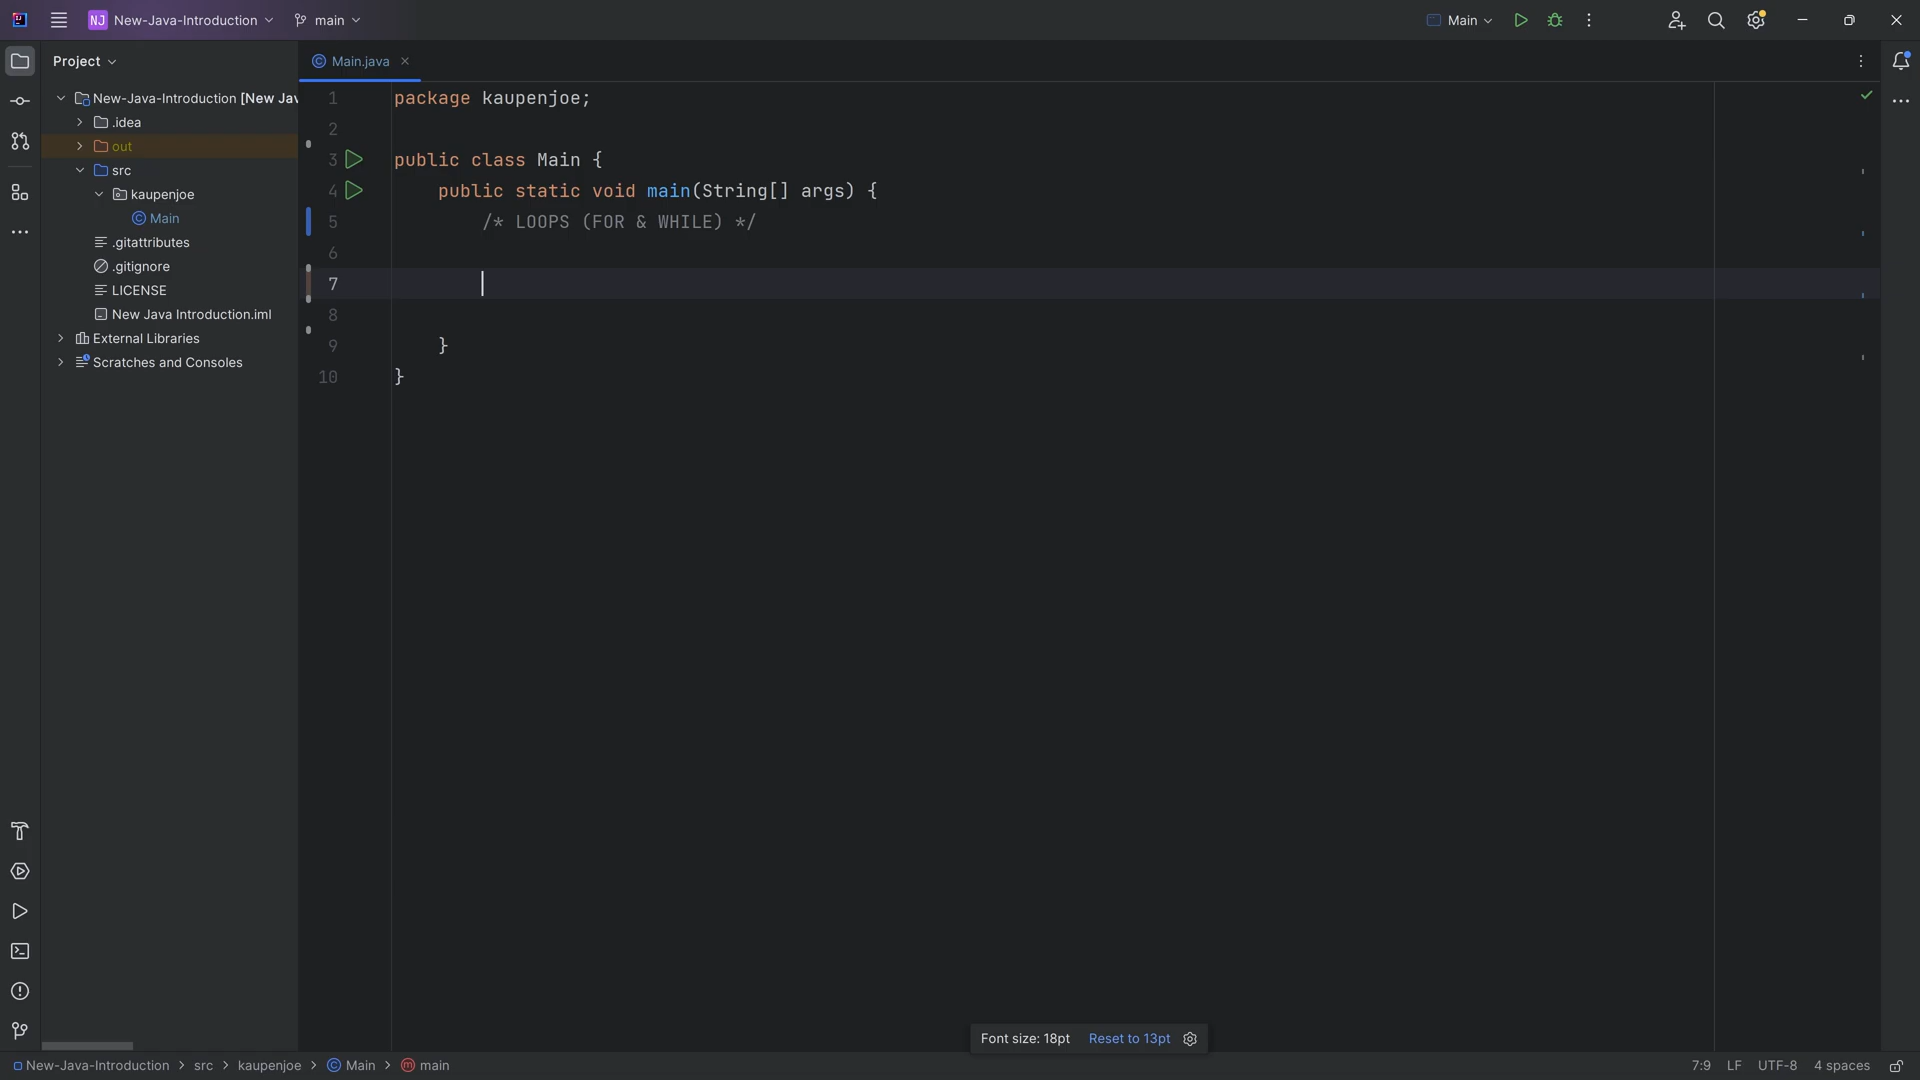 NJ New-Java-Introduction main Main
Project
Main.java
New-Java-Introduction [New Jav
.idea
out
src
kaupenjoe
Main
.gitattributes
.gitignore
LICENSE
New Java Introduction.iml
External Libraries
Scratches and Consoles
1 package kaupenjoe;
2
3 public class Main {
4 public static void main(String[] args) {
5 /* LOOPS (FOR & WHILE) */
6
7
8
9 }
10 }
Font size: 18pt Reset to 13pt
New-Java-Introduction > src > kaupenjoe > Main > main 7:9 LF UTF-8 4 spaces